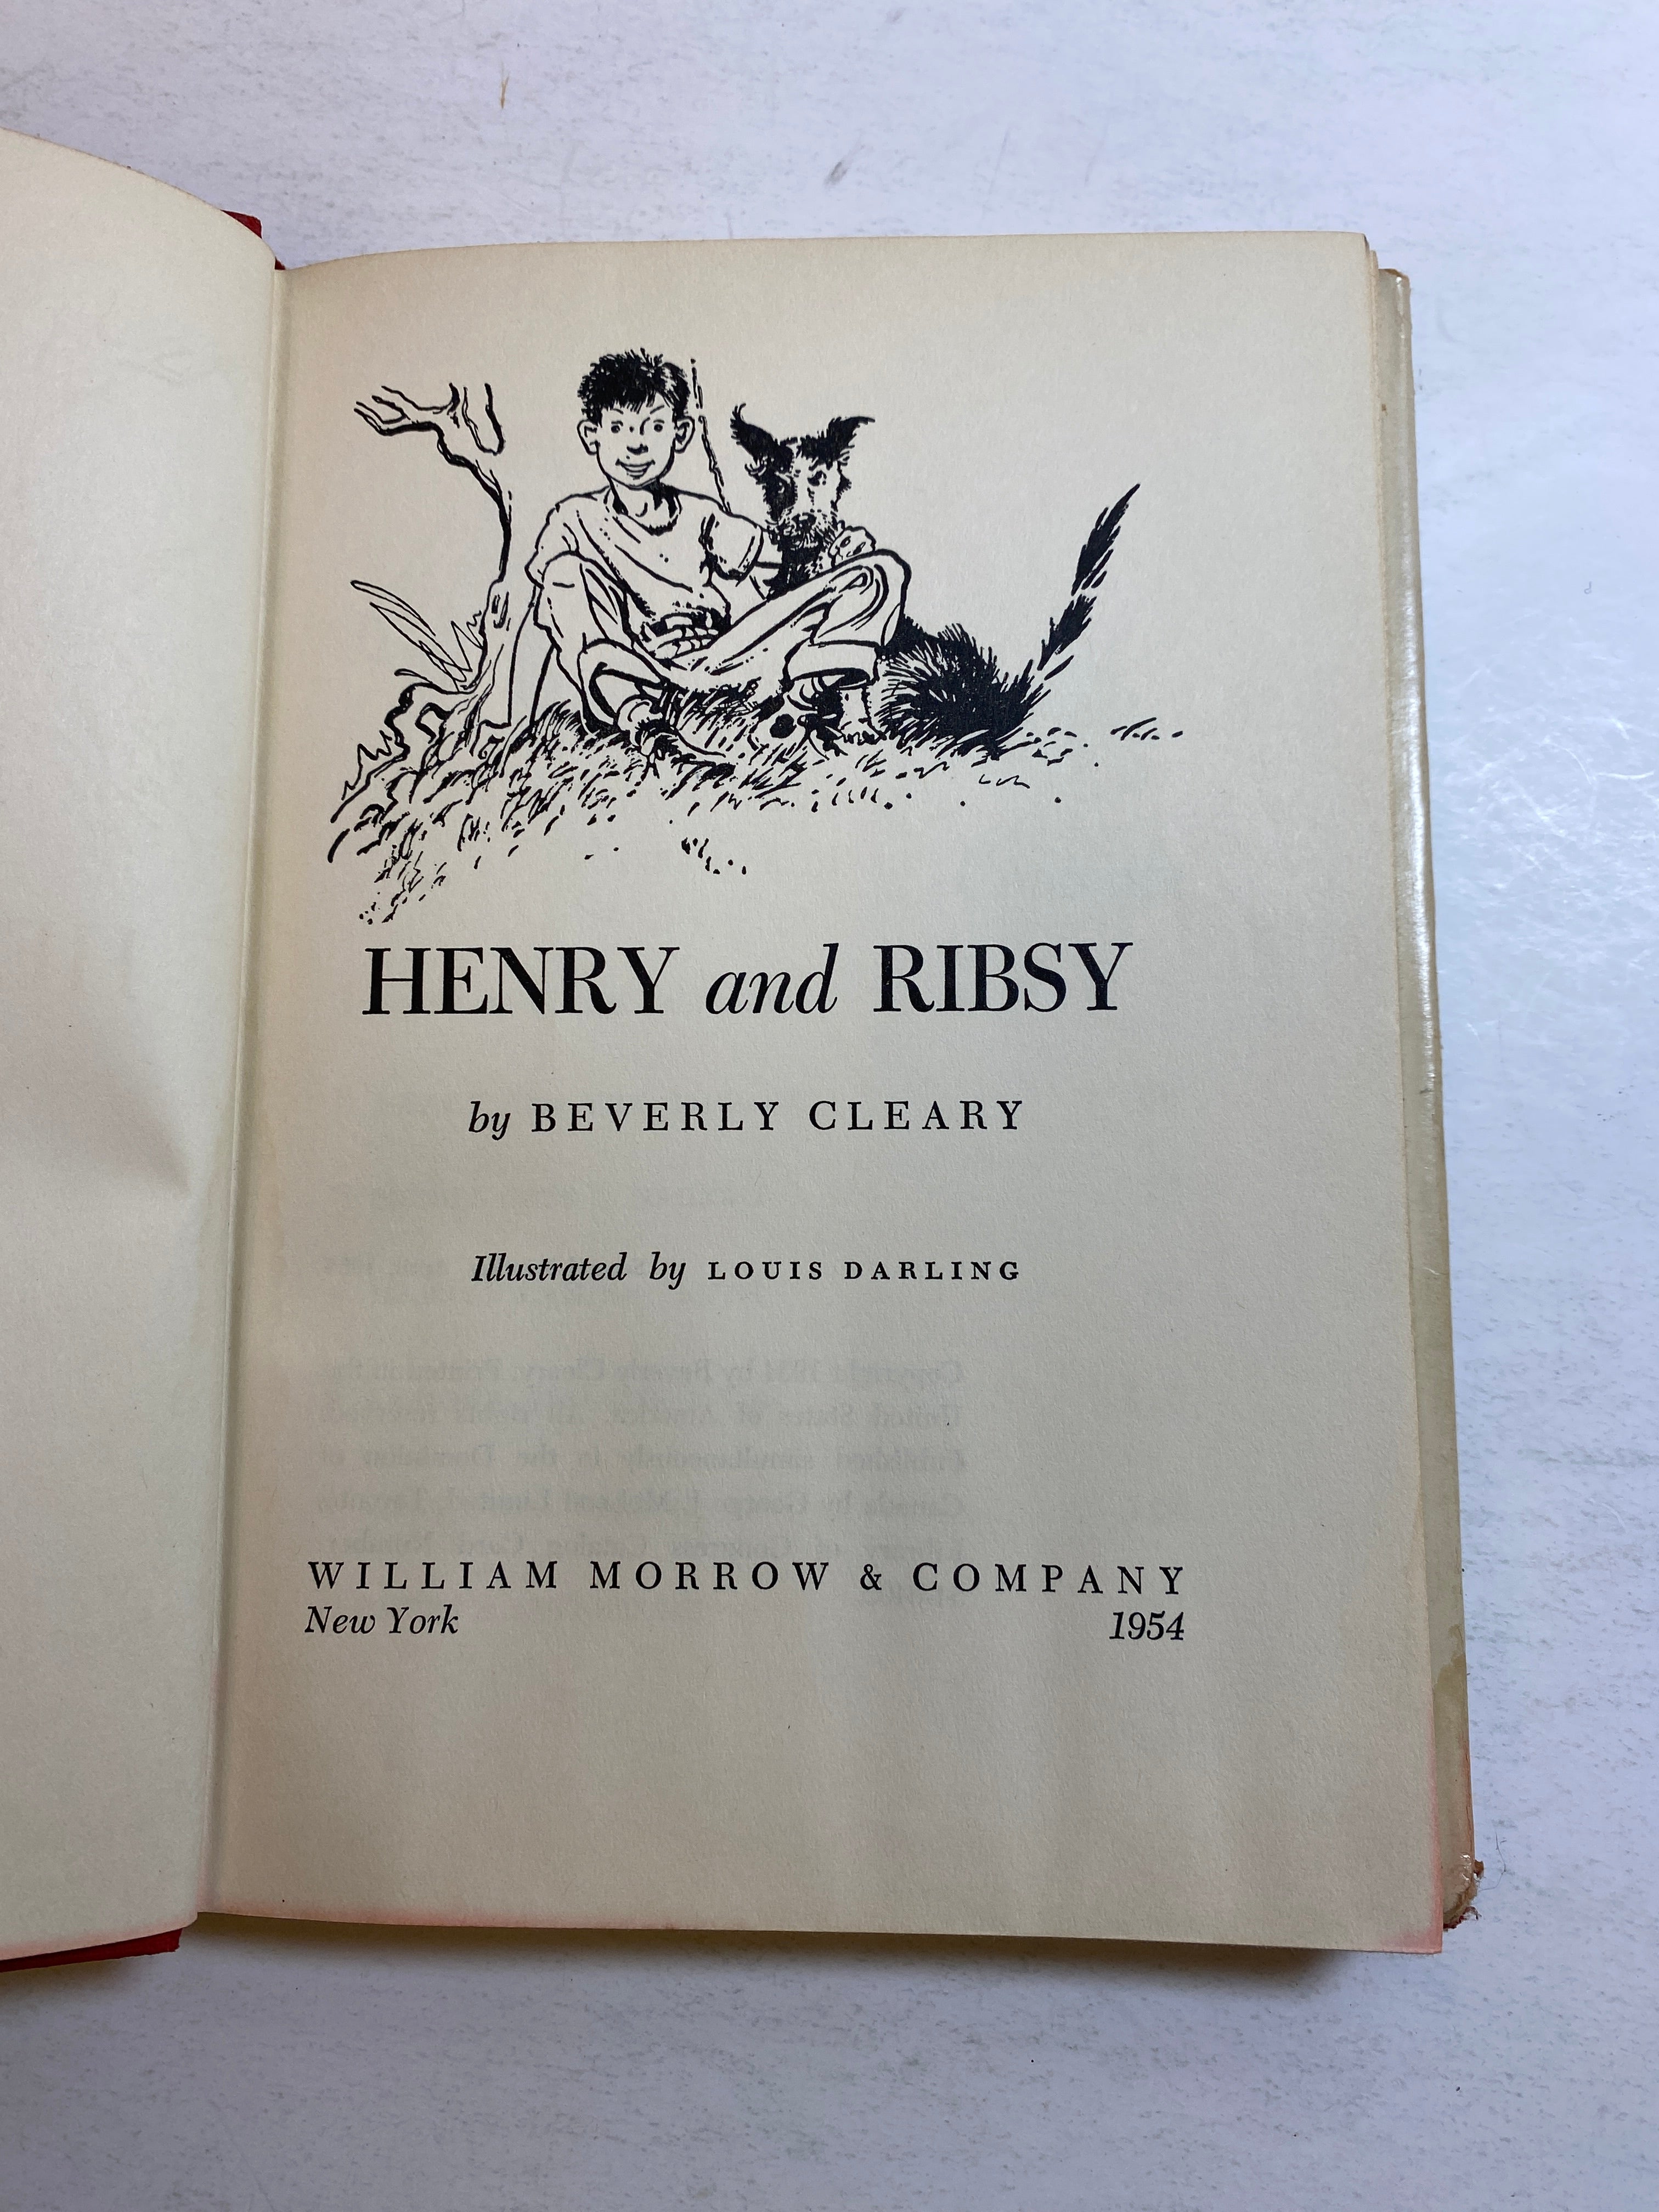 HENRY and RIBSY
by BEVERLY CLEARY
Illustrated by LOUIS DARLING
WILLIAM MORROW & COMPANY
New York 1954